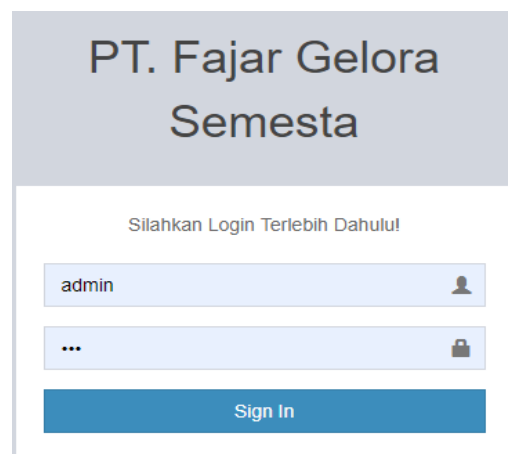 PT. Fajar Gelora
Semesta
Silahkan Login Terlebih Dahulu!
admin
•••
Sign In